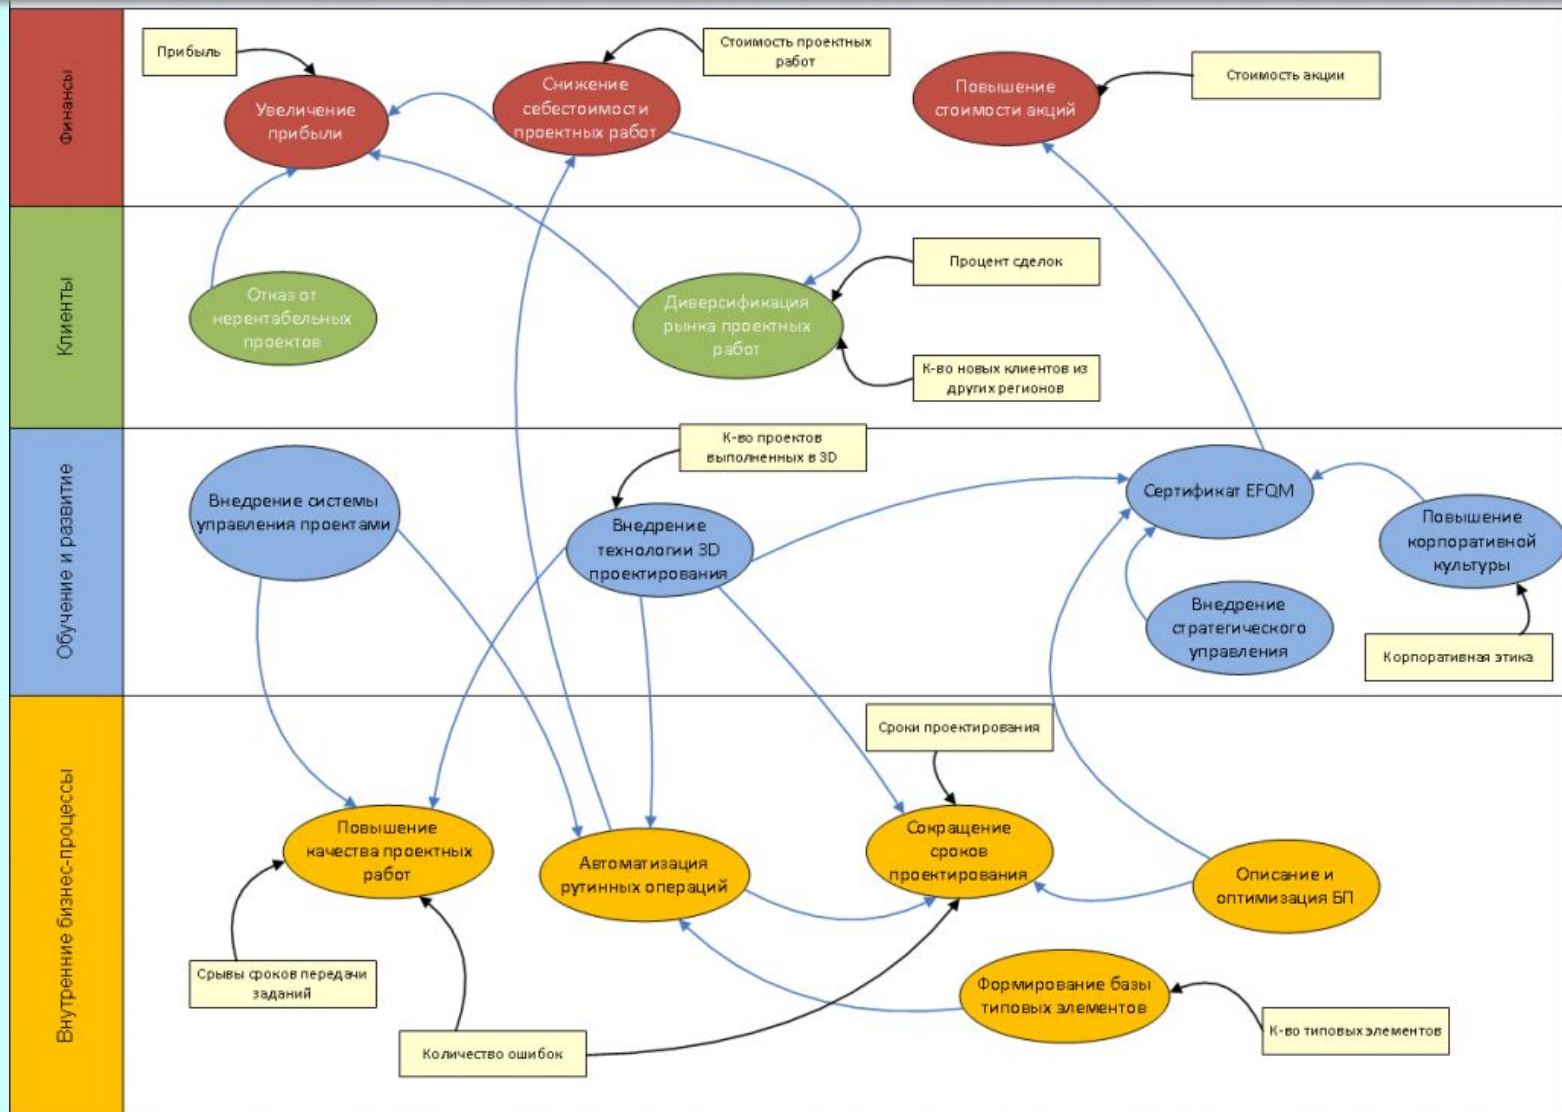 Финансы
Прибыль
Увеличение
прибыли
Снижение
себестоимости
проектных работ
Стоимость проектных
работ
Повышение
стоимости акций
Стоимость акции
Клиенты
Отказ от
нерентабельных
проектов
Диверсификация
рынка проектных
работ
Процент сделок
К-во новых клиентов из
других регионов
Обучение и развитие
Внедрение системы
управления проектами
К-во проектов
выполненных в 3D
Внедрение
технологии 3D
проектирования
Сертификат EFQM
Повышение
корпоративной
культуры
Внедрение
стратегического
управления
Корпоративная этика
Внутренние бизнес-процессы
Сроки проектирования
Повышение
качества проектных
работ
Автоматизация
рутинных операций
Сокращение
сроков
проектирования
Описание и
оптимизация БП
Срывы сроков передачи
заданий
Формирование базы
типовых элементов
Количество ошибок
К-во типовых элементов